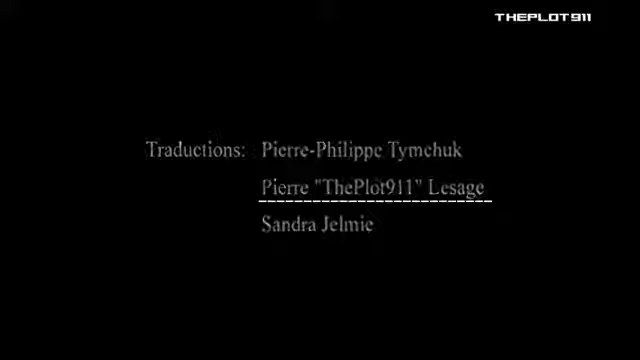 THEPLOT911
Traductions: Pierre-Philippe Tymchuk
Pierre "ThePlot911" Lesage
Sandra Jelmie